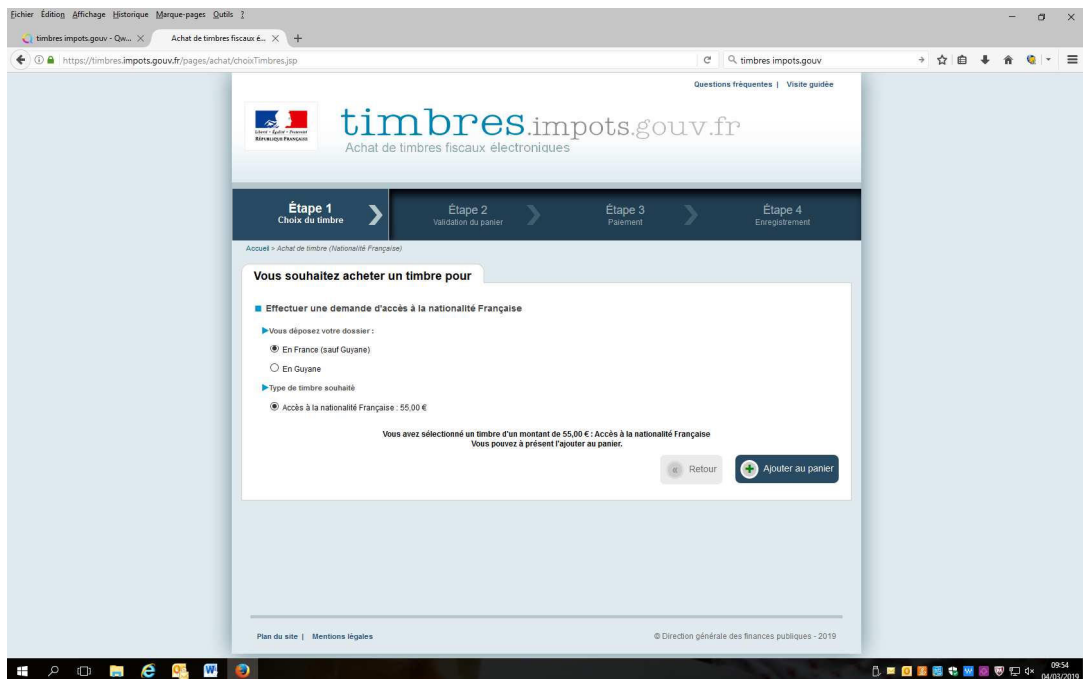 Fichier Édition Affichage Historique Marque-pages Outils ?
timbres impots.gouv - Qw...
Achat de timbres fiscaux é...
https://timbres.impots.gouv.fr/pages/achat/choixTimbres.jsp
timbres impots.gouv
Questions fréquentes | Visite guidée
RÉPUBLIQUE FRANÇAISE
timbres.impots.gouv.fr
Achat de timbres fiscaux électroniques
Étape 1
Choix du timbre
Étape 2
Validation du panier
Étape 3
Paiement
Étape 4
Enregistrement
Accueil > Achat de timbre (Nationalité Française)
Vous souhaitez acheter un timbre pour
Effectuer une demande d'accès à la nationalité Française
Vous déposez votre dossier :
En France (sauf Guyane)
En Guyane
Type de timbre souhaité
Accès à la nationalité Française : 55,00 €
Vous avez sélectionné un timbre d'un montant de 55,00 € : Accès à la nationalité Française
Vous pouvez à présent l'ajouter au panier.
Retour
Ajouter au panier
Plan du site | Mentions légales
© Direction générale des finances publiques - 2019
09:54
04/03/2019